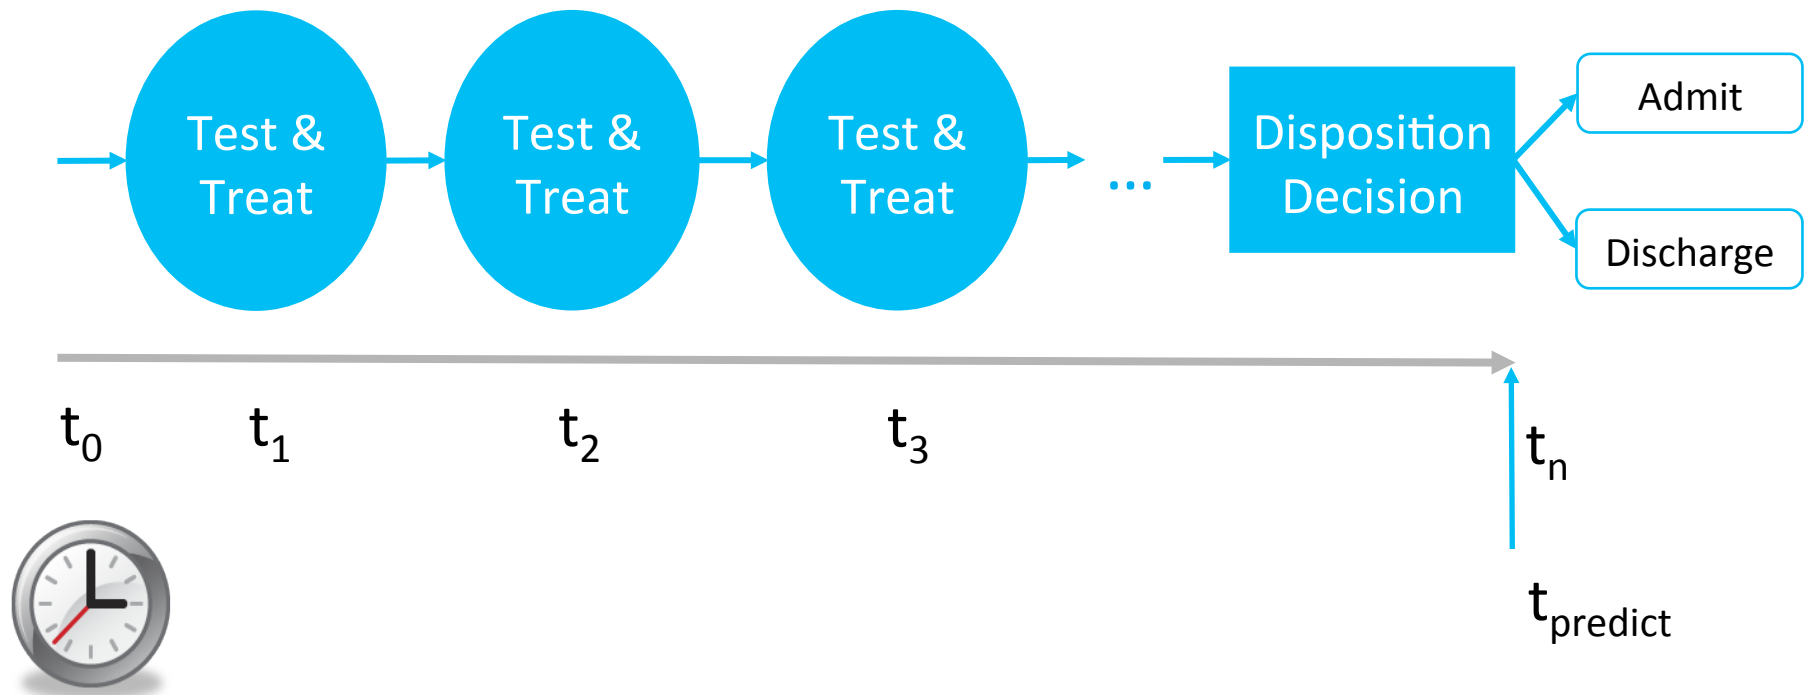 Test &
Treat
Test &
Treat
Test &
Treat
...
Disposition
Decision
Admit
Discharge
t0
t1
t2
t3
tn
tpredict